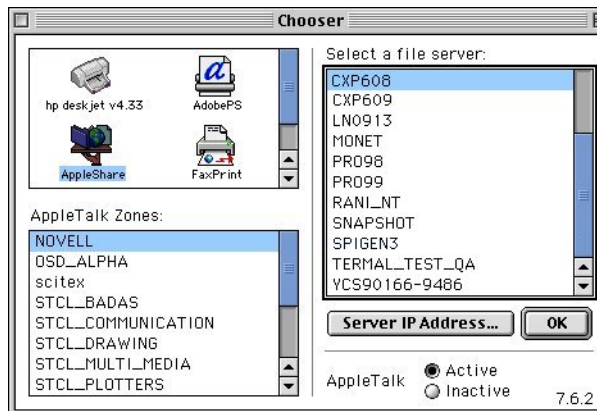 Chooser
hp deskjet v4.33
AdobePS
AppleShare
FaxPrint
AppleTalk Zones:
NOVELL
OSD_ALPHA
scitex
STCL_BADAS
STCL_COMMUNICATION
STCL_DRAWING
STCL_MULTI_MEDIA
STCL_PLOTTERS
Select a file server:
CXP608
CXP609
LN0913
MONET
PRO98
PRO99
RANI_NT
SNAPSHOT
SPIGEN3
TERMAL_TEST_QA
YCS90166-9486
Server IP Address...
OK
AppleTalk
Active
Inactive
7.6.2